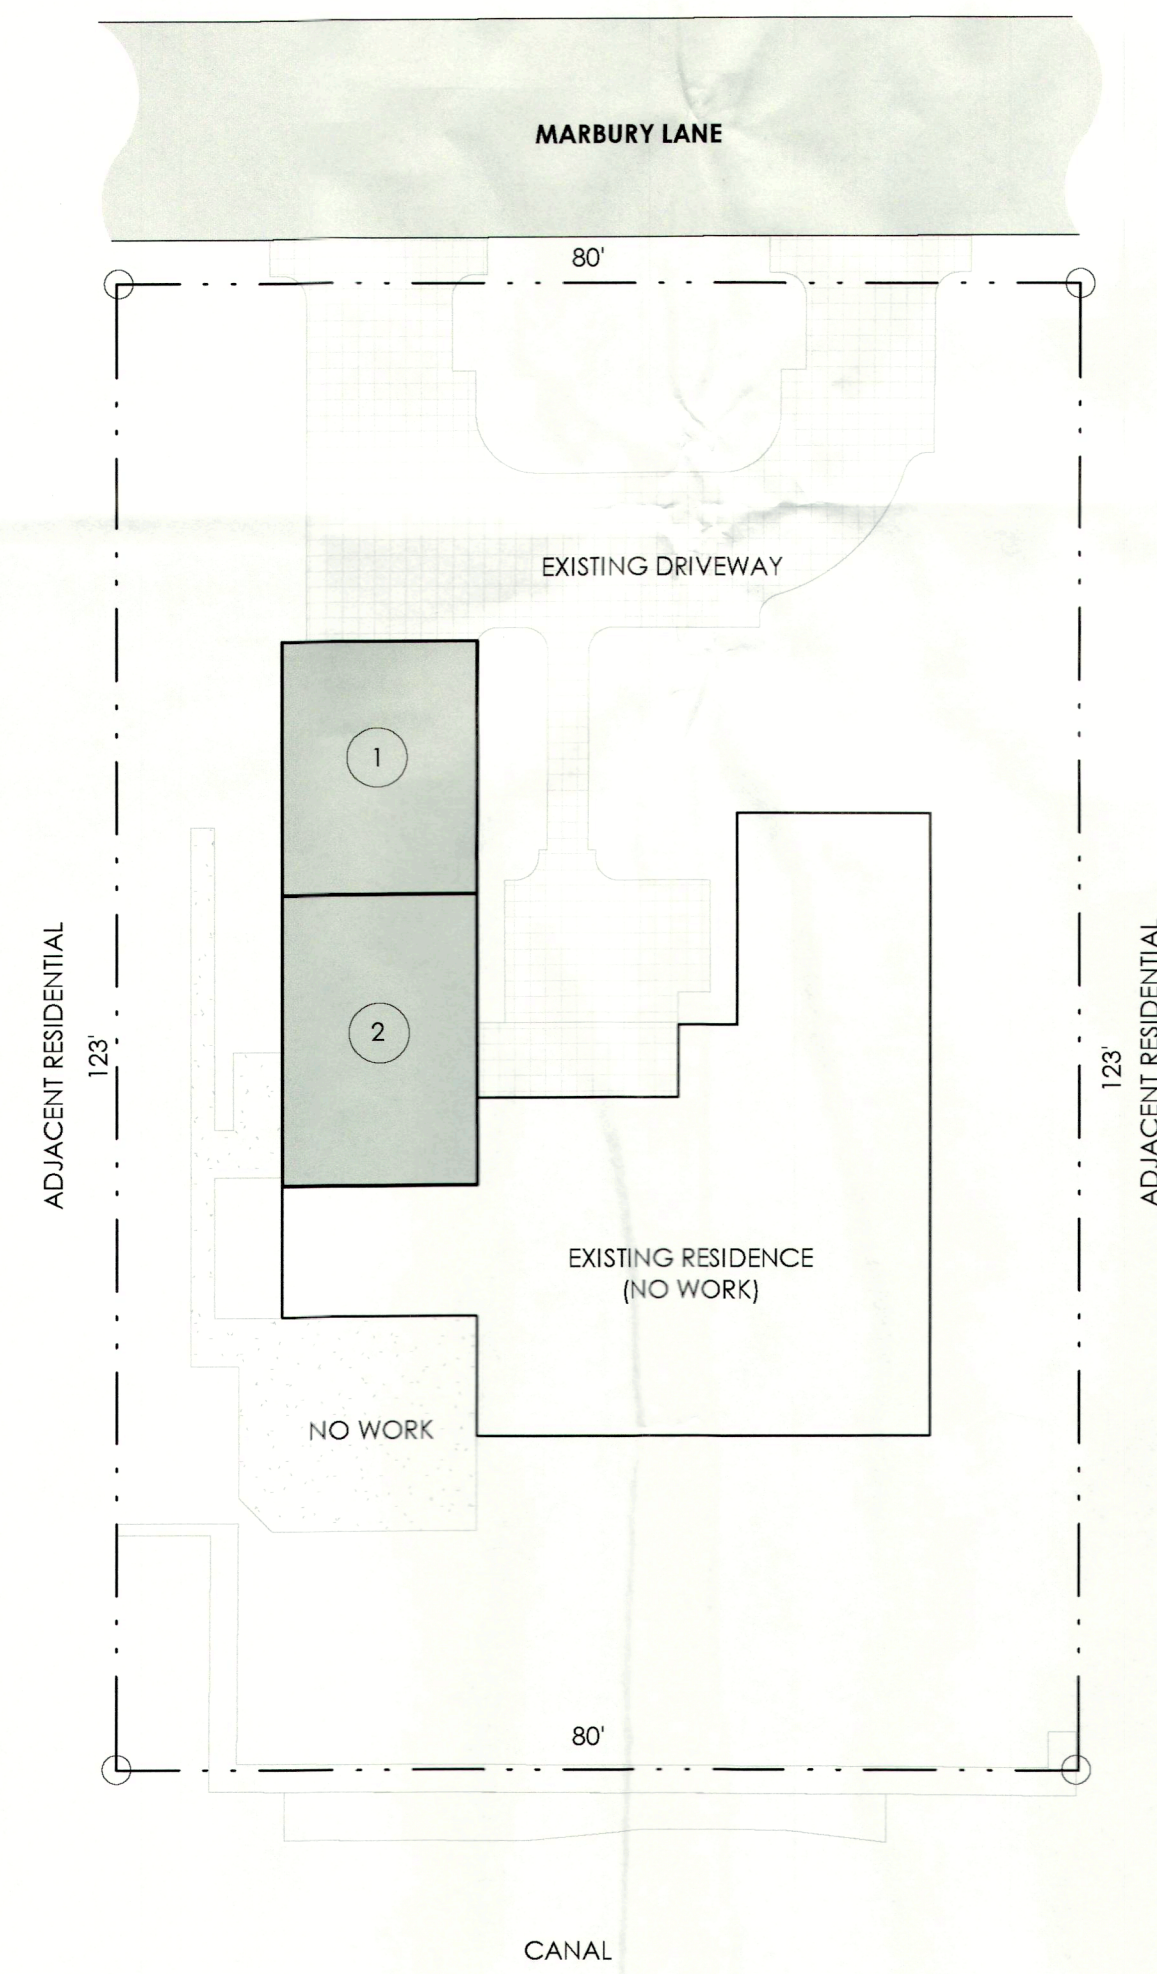 MARBURY LANE
80'
EXISTING DRIVEWAY
1
ADJACENT RESIDENTIAL
123'
2
123'
ADJACENT RESIDENTIAL
EXISTING RESIDENCE
(NO WORK)
NO WORK
80'
CANAL